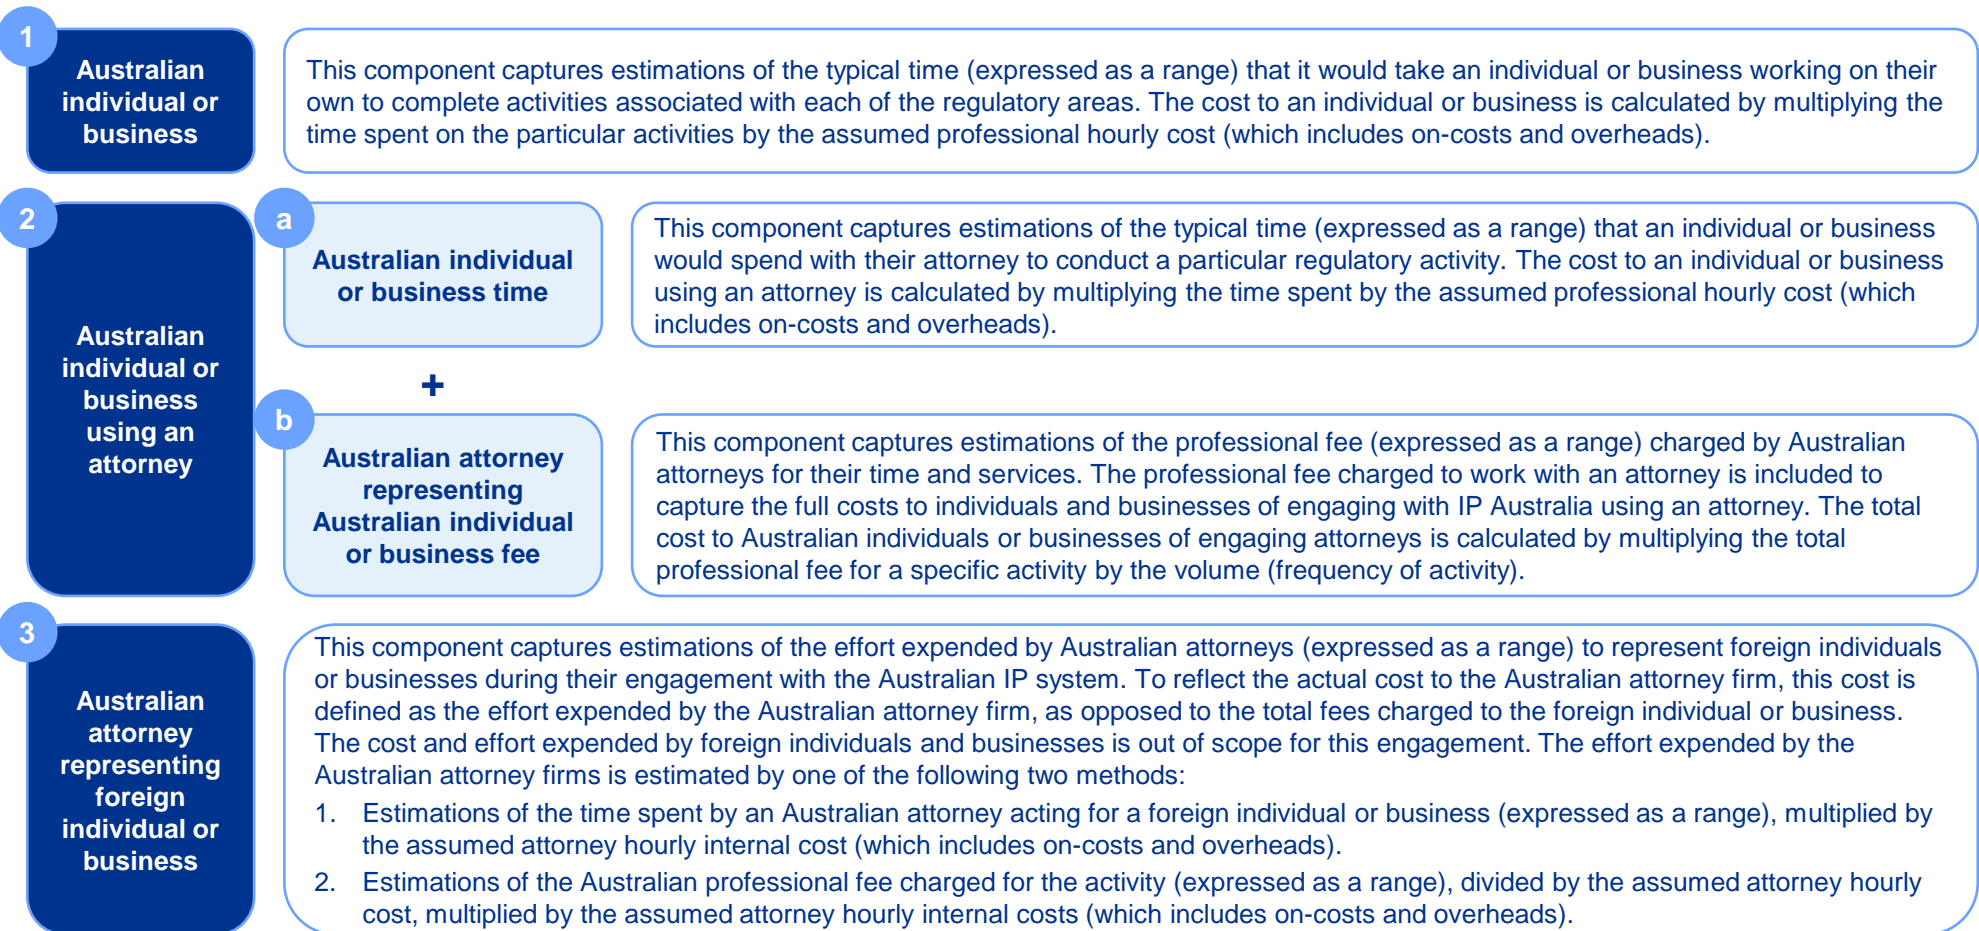 1
Australian
individual or
business
This component captures estimations of the typical time (expressed as a range) that it would take an individual or business working on their
own to complete activities associated with each of the regulatory areas. The cost to an individual or business is calculated by multiplying the
time spent on the particular activities by the assumed professional hourly cost (which includes on-costs and overheads).
2
Australian
individual or
business
using an
attorney
a
Australian individual
or business time
This component captures estimations of the typical time (expressed as a range) that an individual or business
would spend with their attorney to conduct a particular regulatory activity. The cost to an individual or business
using an attorney is calculated by multiplying the time spent by the assumed professional hourly cost (which
includes on-costs and overheads).
+
b
Australian attorney
representing
Australian individual
or business fee
This component captures estimations of the professional fee (expressed as a range) charged by Australian
attorneys for their time and services. The professional fee charged to work with an attorney is included to
capture the full costs to individuals and businesses of engaging with IP Australia using an attorney. The total
cost to Australian individuals or businesses of engaging attorneys is calculated by multiplying the total
professional fee for a specific activity by the volume (frequency of activity).
3
Australian
attorney
representing
foreign
individual or
business
This component captures estimations of the effort expended by Australian attorneys (expressed as a range) to represent foreign individuals
or businesses during their engagement with the Australian IP system. To reflect the actual cost to the Australian attorney firm, this cost is
defined as the effort expended by the Australian attorney firm, as opposed to the total fees charged to the foreign individual or business.
The cost and effort expended by foreign individuals and businesses is out of scope for this engagement. The effort expended by the
Australian attorney firms is estimated by one of the following two methods:
1. Estimations of the time spent by an Australian attorney acting for a foreign individual or business (expressed as a range), multiplied by
the assumed attorney hourly internal cost (which includes on-costs and overheads).
2. Estimations of the Australian professional fee charged for the activity (expressed as a range), divided by the assumed attorney hourly
cost, multiplied by the assumed attorney hourly internal costs (which includes on-costs and overheads).